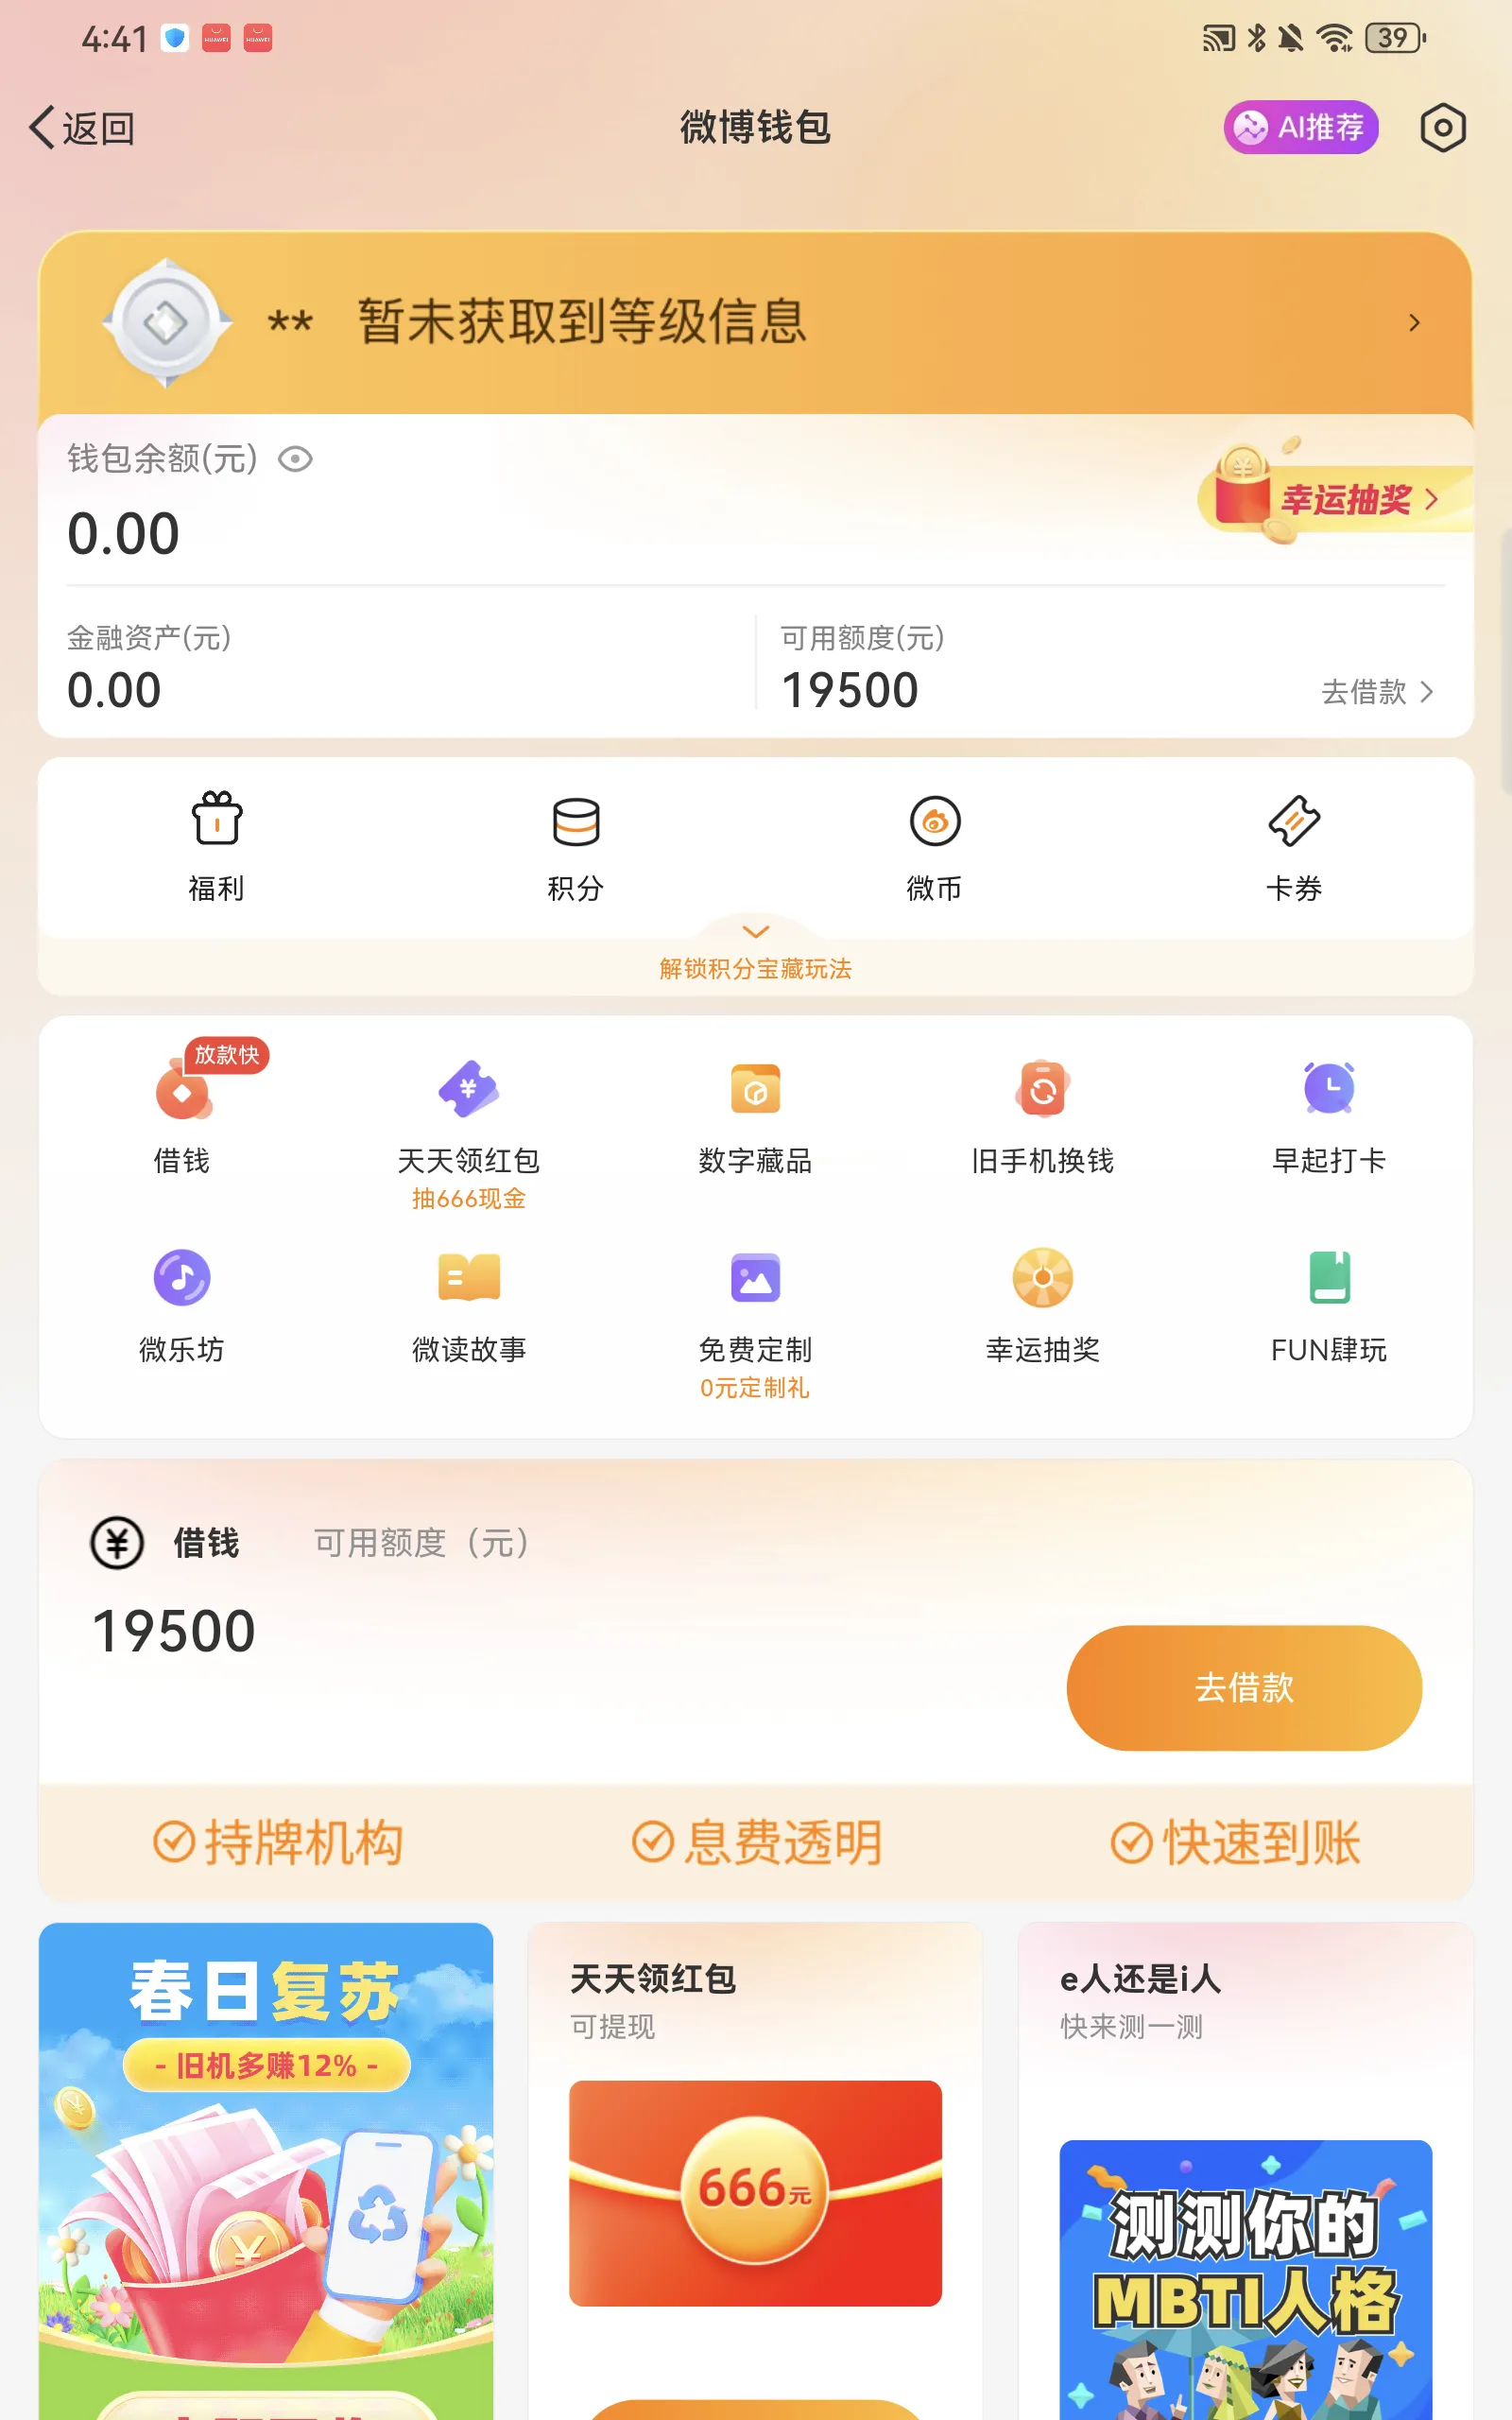 4:41
HUAWEI
HUAWEI
39
返回
微博钱包
AI推荐
** 暂未获取到等级信息
钱包余额(元)
0.00
幸运抽奖
金融资产(元)
0.00
可用额度(元)
19500
去借款
福利
积分
微币
卡券
解锁积分宝藏玩法
放款快
借钱
天天领红包
抽666现金
数字藏品
旧手机换钱
早起打卡
微乐坊
微读故事
免费定制
0元定制礼
幸运抽奖
FUN肆玩
借钱 可用额度（元）
19500
去借款
持牌机构
息费透明
快速到账
春日复苏
- 旧机多赚12% -
天天领红包
可提现
666元
e人还是i人
快来测一测
测测你的
MBTI人格